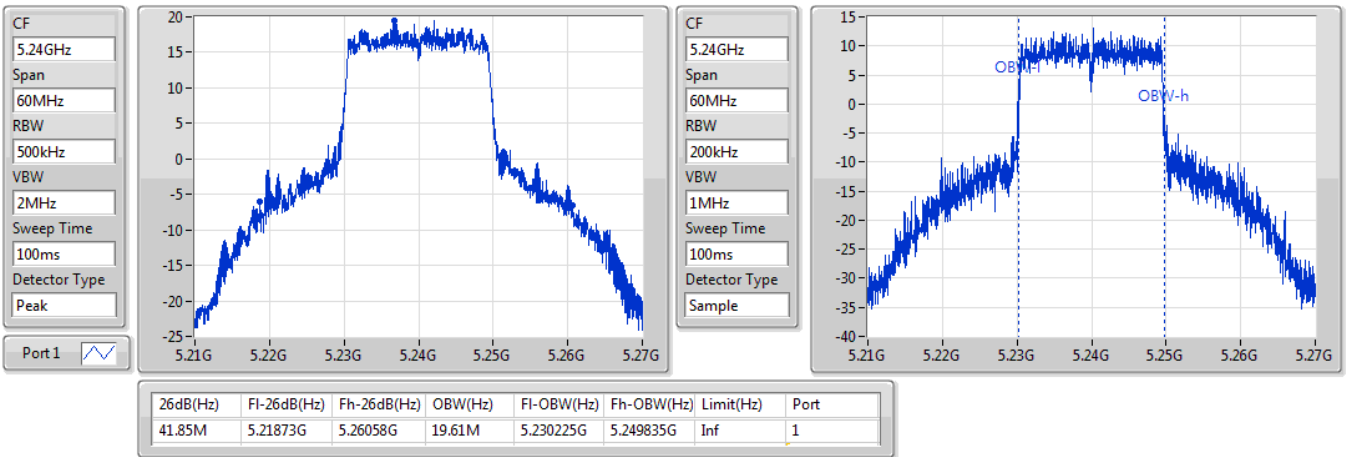 CF
5.24GHz
Span
60MHz
RBW
500kHz
VBW
2MHz
Sweep Time
100ms
Detector Type
Peak
Port 1
20
15
10
5
0
-5
-10
-15
-20
-25
5.21G 5.22G 5.23G 5.24G 5.25G 5.26G 5.27G
CF
5.24GHz
Span
60MHz
RBW
200kHz
VBW
1MHz
Sweep Time
100ms
Detector Type
Sample
15
10
5
0
-5
-10
-15
-20
-25
-30
-35
-40
OBW-l
OBW-h
5.21G 5.22G 5.23G 5.24G 5.25G 5.26G 5.27G
26dB(Hz) Fl-26dB(Hz) Fh-26dB(Hz) OBW(Hz) Fl-OBW(Hz) Fh-OBW(Hz) Limit(Hz) Port
41.85M 5.21873G 5.26058G 19.61M 5.230225G 5.249835G Inf 1